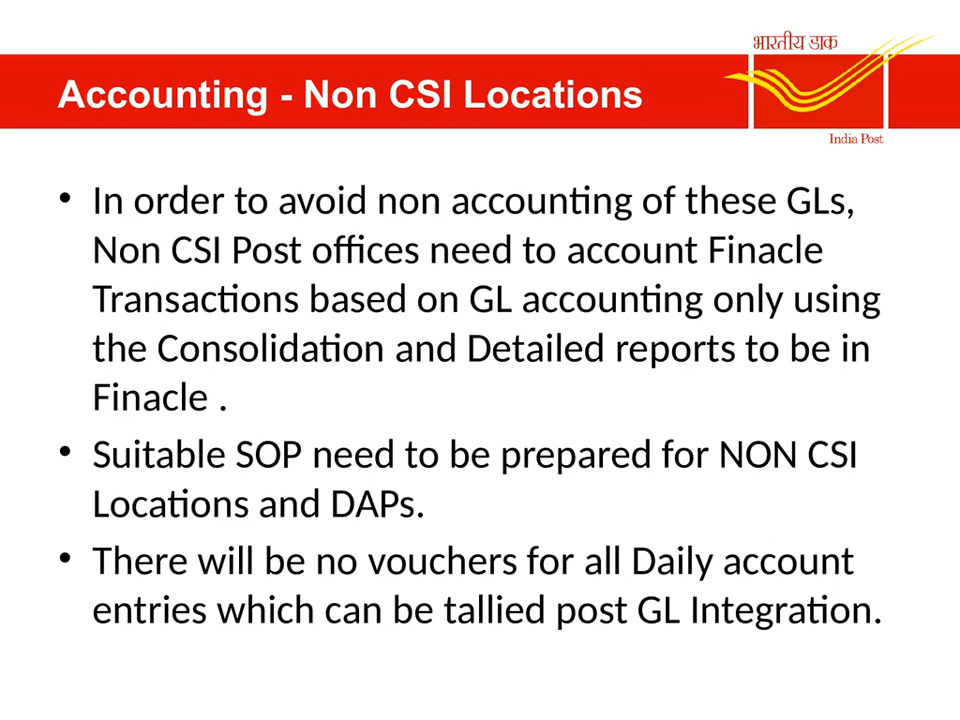 भारतीय डाक
Accounting - Non CSI Locations
India Post
• In order to avoid non accounting of these GLs,
Non CSI Post offices need to account Finacle
Transactions based on GL accounting only using
the Consolidation and Detailed reports to be in
Finacle .
• Suitable SOP need to be prepared for NON CSI
Locations and DAPs.
• There will be no vouchers for all Daily account
entries which can be tallied post GL Integration.